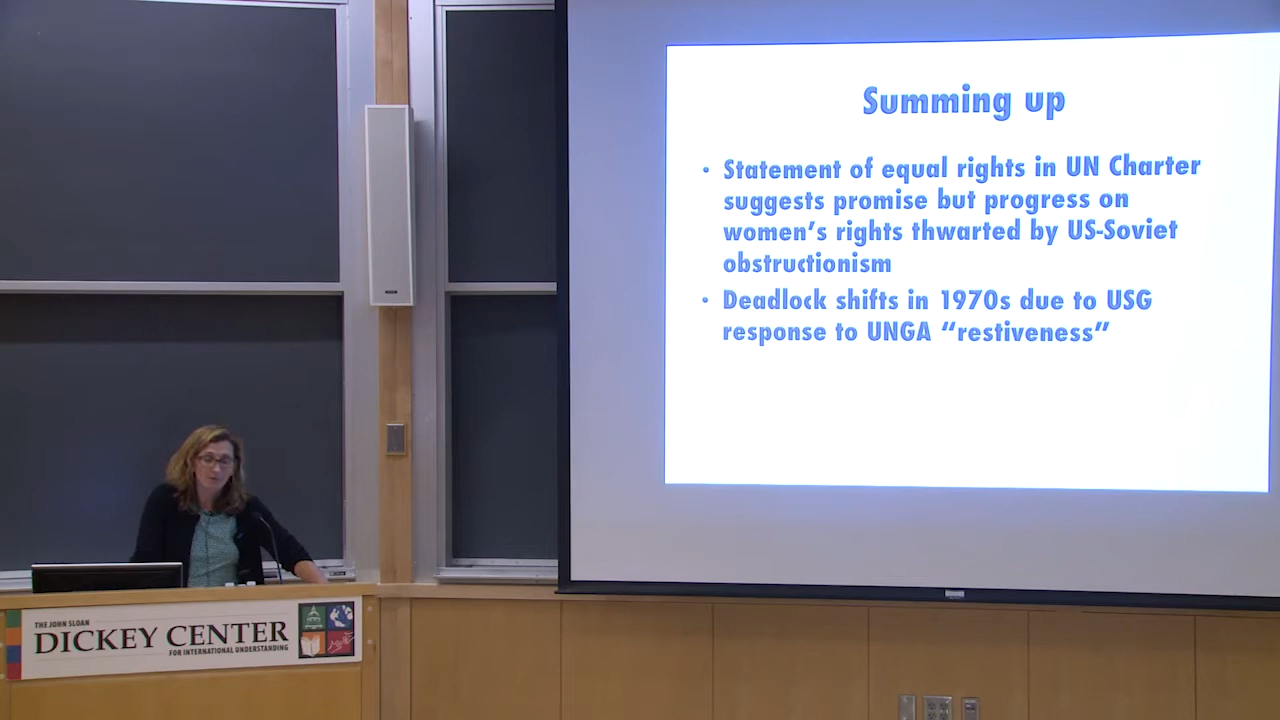 Summing up
• Statement of equal rights in UN Charter
suggests promise but progress on
women's rights thwarted by US-Soviet
obstructionism
• Deadlock shifts in 1970s due to USG
response to UNGA “restiveness”
THE JOHN SLOAN
DICKEY CENTER
FOR INTERNATIONAL UNDERSTANDING